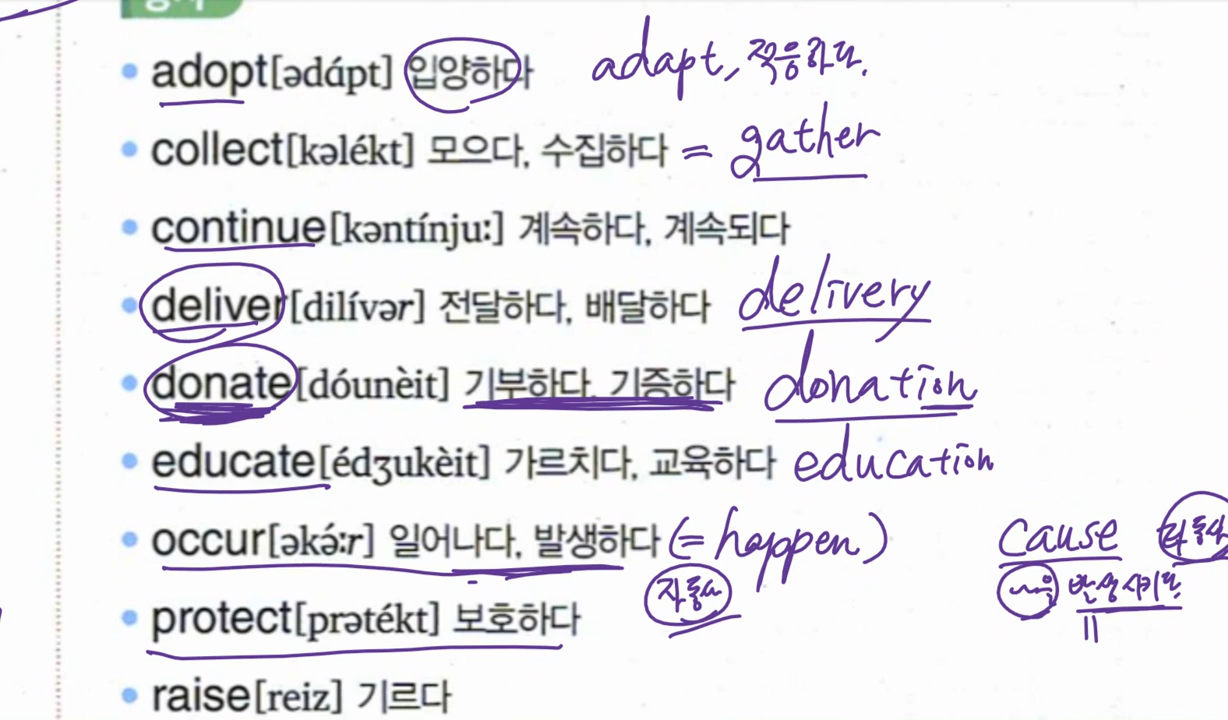 동사
adopt[ədápt] 입양하다 adapt, 적응하다.
collect[kəlékt] 모으다, 수집하다 = gather
continue[kəntínju:] 계속하다, 계속되다
deliver[dilívər] 전달하다, 배달하다 delivery
donate[dóunèit] 기부하다, 기증하다 donation
educate[édʒukèit] 가르치다, 교육하다 education
occur[əkə́:r] 일어나다, 발생하다 (= happen) cause 타동사
자동사 ~을 발생시키다
protect[prətékt] 보호하다
raise[reiz] 기르다